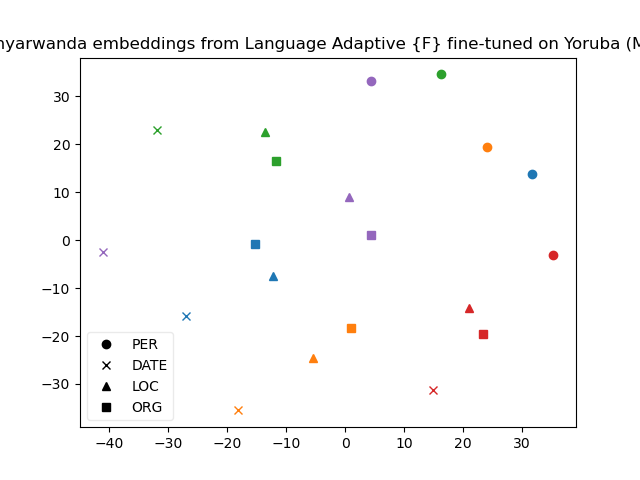 nyarwanda embeddings from Language Adaptive {F} fine-tuned on Yoruba (M
30
20
10
0
−10
−20
−30
PER
DATE
LOC
ORG
−40 −30 −20 −10 0 10 20 30